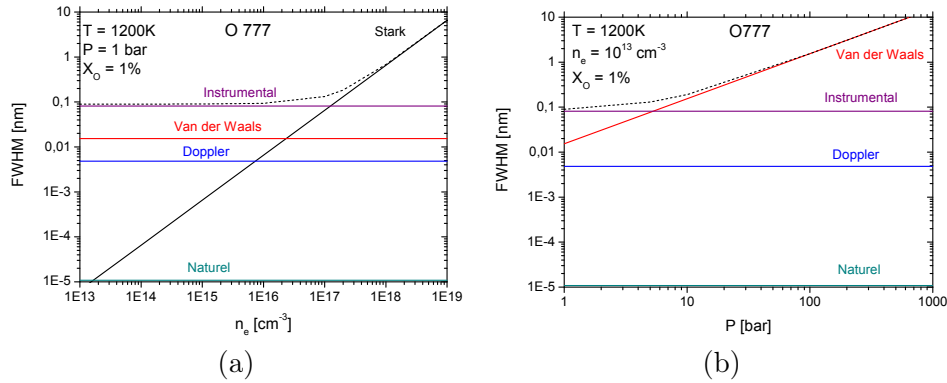 T = 1200K
O 777
P = 1 bar
X_O = 1%
Stark
Instrumental
Van der Waals
Doppler
Naturel
FWHM [nm]
10
1
0,1
0,01
1E-3
1E-4
1E-5
1E13 1E14 1E15 1E16 1E17 1E18 1E19
n_e [cm⁻³]
(a)
T = 1200K
O777
n_e = 10¹³ cm⁻³
X_O = 1%
Van der Waals
Instrumental
Doppler
Naturel
FWHM [nm]
10
1
0,1
0,01
1E-3
1E-4
1E-5
1 10 100 1000
P [bar]
(b)